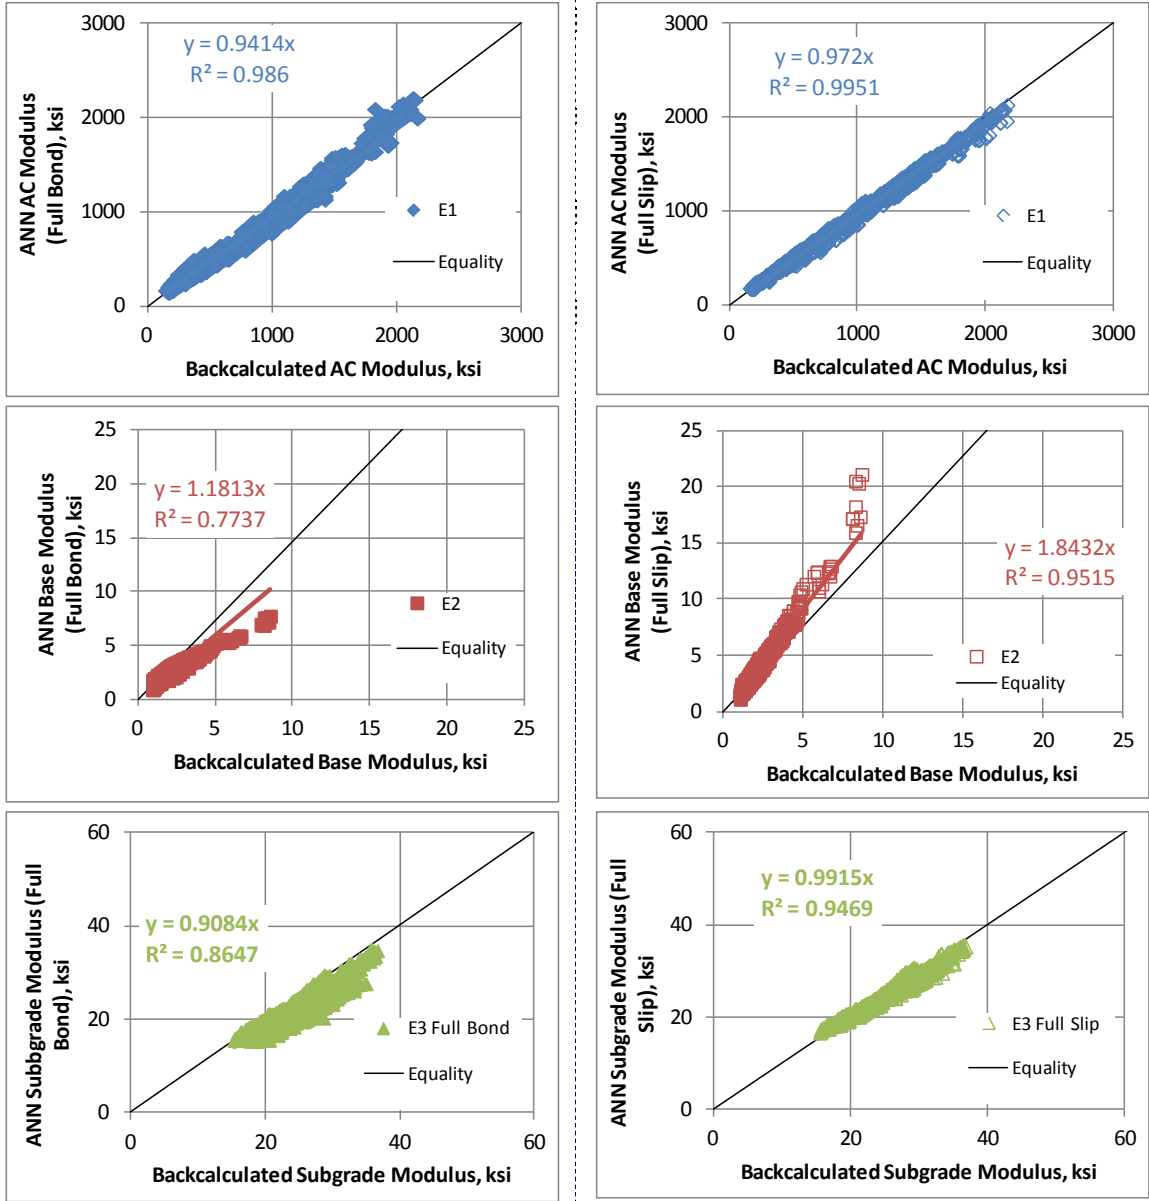 ANN AC Modulus
(Full Bond), ksi
3000
2000
1000
0
y = 0.9414x
R² = 0.986
E1
Equality
0 1000 2000 3000
Backcalculated AC Modulus, ksi
ANN AC Modulus
(Full Slip), ksi
3000
2000
1000
0
y = 0.972x
R² = 0.9951
E1
Equality
0 1000 2000 3000
Backcalculated AC Modulus, ksi
ANN Base Modulus
(Full Bond), ksi
25
20
15
10
5
0
y = 1.1813x
R² = 0.7737
E2
Equality
0 5 10 15 20 25
Backcalculated Base Modulus, ksi
ANN Base Modulus
(Full Slip), ksi
25
20
15
10
5
0
y = 1.8432x
R² = 0.9515
E2
Equality
0 5 10 15 20 25
Backcalculated Base Modulus, ksi
ANN Subbgrade Modulus (Full
Bond), ksi
60
40
20
0
y = 0.9084x
R² = 0.8647
E3 Full Bond
Equality
0 20 40 60
Backcalculated Subgrade Modulus, ksi
ANN Subgrade Modulus (Full
Slip), ksi
60
40
20
0
y = 0.9915x
R² = 0.9469
E3 Full Slip
Equality
0 20 40 60
Backcalculated Subgrade Modulus, ksi